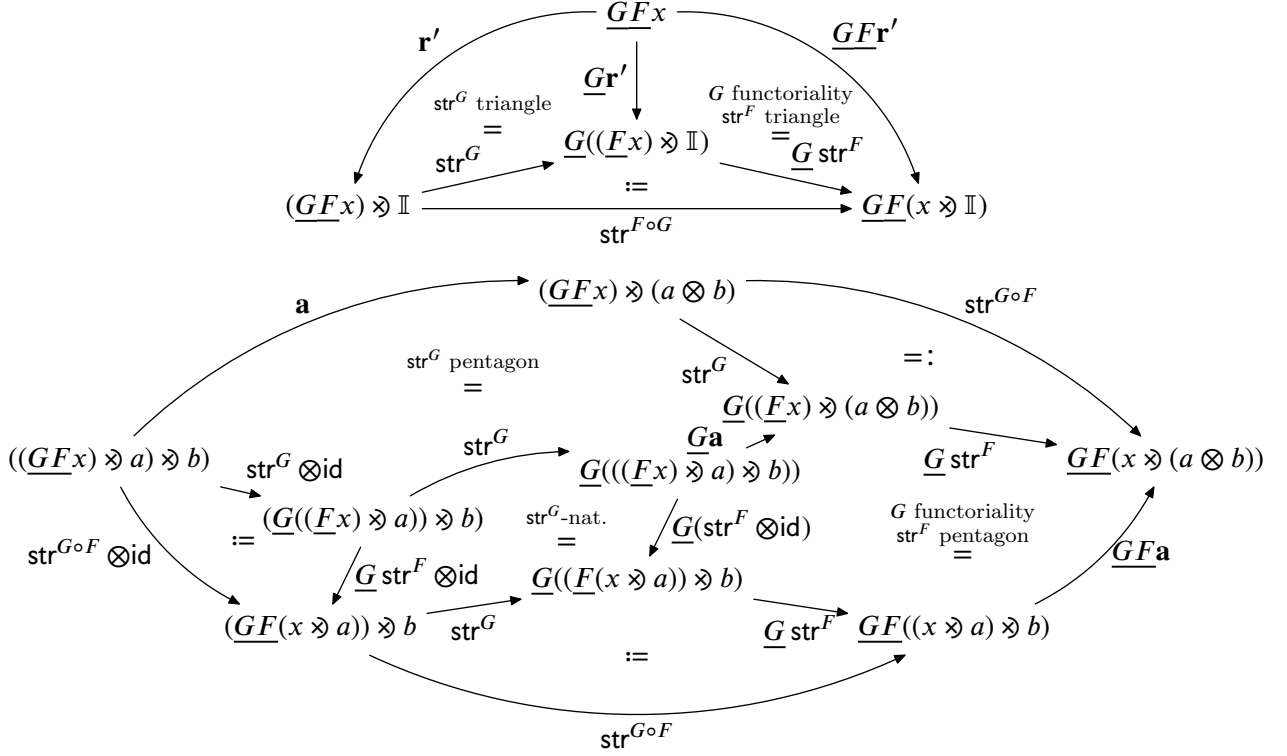 G̲F̲x
r′
G̲F̲r′
G̲r′
str^G triangle
=
G functoriality
str^F triangle
=
G̲((F̲x) ⋊ 𝕀)
str^G
G̲ str^F
≔
(G̲F̲x) ⋊ 𝕀
G̲F̲(x ⋊ 𝕀)
str^{F∘G}
(G̲F̲x) ⋊ (a ⊗ b)
a
str^{G∘F}
str^G pentagon
=
=:
str^G
G̲((F̲x) ⋊ (a ⊗ b))
G̲a
str^G
((G̲F̲x) ⋊ a) ⋊ b)
str^G ⊗id
G̲(((F̲x) ⋊ a) ⋊ b))
G̲ str^F
G̲F̲(x ⋊ (a ⊗ b))
(G̲((F̲x) ⋊ a)) ⋊ b)
str^G-nat.
=
G̲(str^F ⊗id)
G functoriality
str^F pentagon
=
≔
str^{G∘F} ⊗id
G̲ str^F ⊗id
G̲((F̲(x ⋊ a)) ⋊ b)
G̲F̲a
(G̲F̲(x ⋊ a)) ⋊ b
str^G
G̲ str^F
G̲F̲((x ⋊ a) ⋊ b)
≔
str^{G∘F}